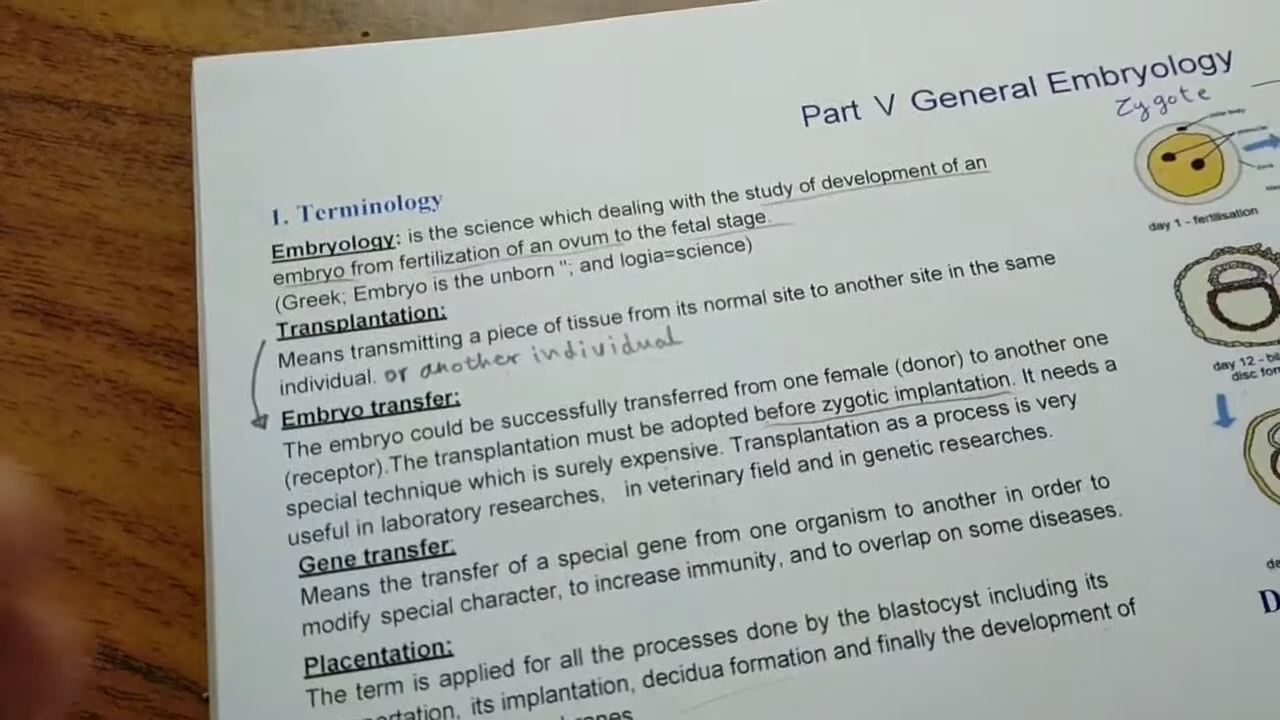 Part V General Embryology
Zygote
1. Terminology
Embryology: is the science which dealing with the study of development of an
embryo from fertilization of an ovum to the fetal stage.
(Greek; Embryo is the unborn "; and logia=science)
Transplantation:
Means transmitting a piece of tissue from its normal site to another site in the same
individual. or another individual
Embryo transfer:
The embryo could be successfully transferred from one female (donor) to another one
(receptor).The transplantation must be adopted before zygotic implantation. It needs a
special technique which is surely expensive. Transplantation as a process is very
useful in laboratory researches, in veterinary field and in genetic researches.
Gene transfer:
Means the transfer of a special gene from one organism to another in order to
modify special character, to increase immunity, and to overlap on some diseases.
Placentation:
The term is applied for all the processes done by the blastocyst including its
its implantation, decidua formation and finally the development of
day 1 - fertilisation
day 12 -
disc
D